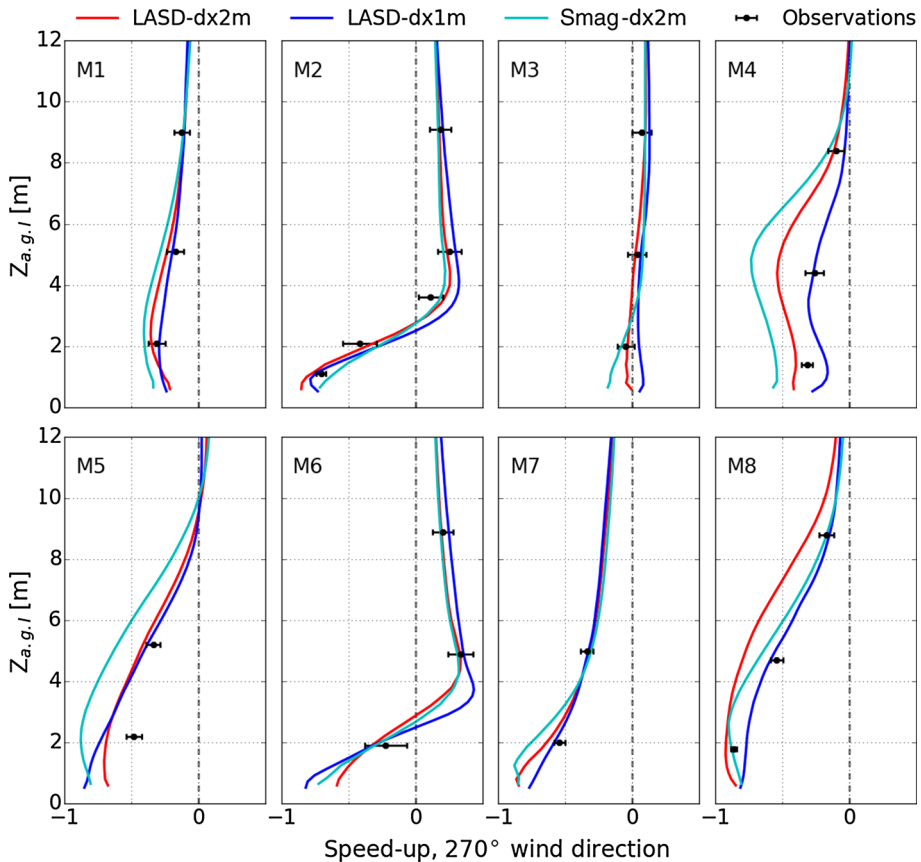 LASD-dx2m LASD-dx1m Smag-dx2m Observations
12 M1 M2 M3 M4
10
8
6
4
2
0
Z_{a.g.l} [m]
12 M5 M6 M7 M8
10
8
6
4
2
0
Z_{a.g.l} [m]
−1 0 −1 0 −1 0 −1 0
Speed-up, 270° wind direction